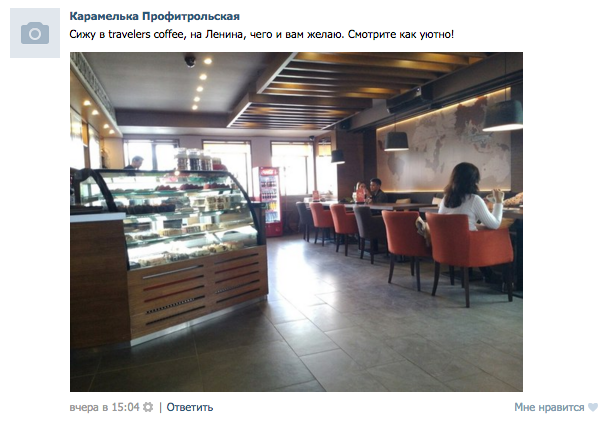 Карамелька Профитрольская
Сижу в travelers coffee, на Ленина, чего и вам желаю. Смотрите как уютно!
вчера в 15:04 | Ответить
Мне нравится